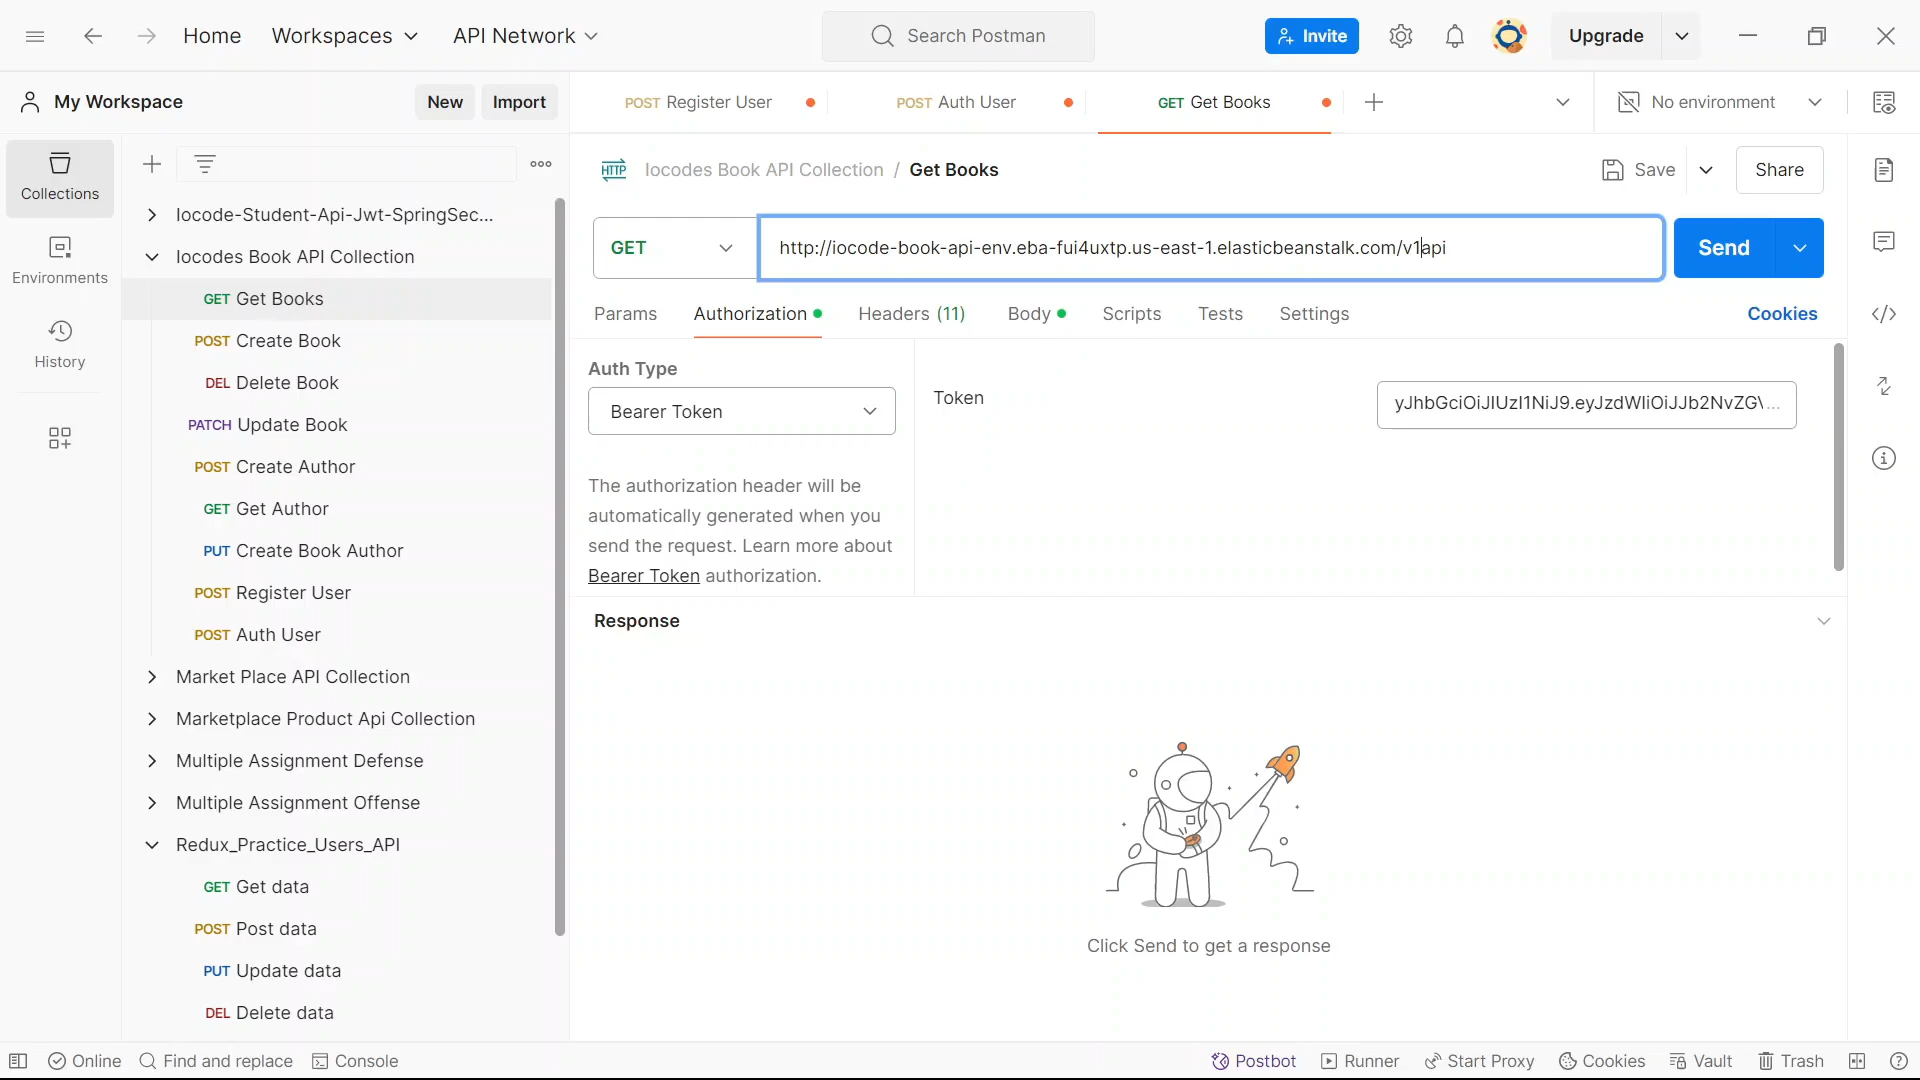 Home
Workspaces
API Network
Search Postman
Invite
Upgrade
My Workspace
New
Import
POST Register User
POST Auth User
GET Get Books
No environment
Collections
Environments
History
Iocode-Student-Api-Jwt-SpringSec...
Iocodes Book API Collection
GET Get Books
POST Create Book
DEL Delete Book
PATCH Update Book
POST Create Author
GET Get Author
PUT Create Book Author
POST Register User
POST Auth User
Market Place API Collection
Marketplace Product Api Collection
Multiple Assignment Defense
Multiple Assignment Offense
Redux_Practice_Users_API
GET Get data
POST Post data
PUT Update data
DEL Delete data
HTTP Iocodes Book API Collection / Get Books
Save
Share
GET
http://iocode-book-api-env.eba-fui4uxtp.us-east-1.elasticbeanstalk.com/v1api
Send
Params
Authorization
Headers (11)
Body
Scripts
Tests
Settings
Cookies
Auth Type
Bearer Token
The authorization header will be
automatically generated when you
send the request. Learn more about
Bearer Token authorization.
Token
yJhbGciOiJIUzI1NiJ9.eyJzdWIiOiJJb2NvZG\...
Response
Click Send to get a response
Online
Find and replace
Console
Postbot
Runner
Start Proxy
Cookies
Vault
Trash